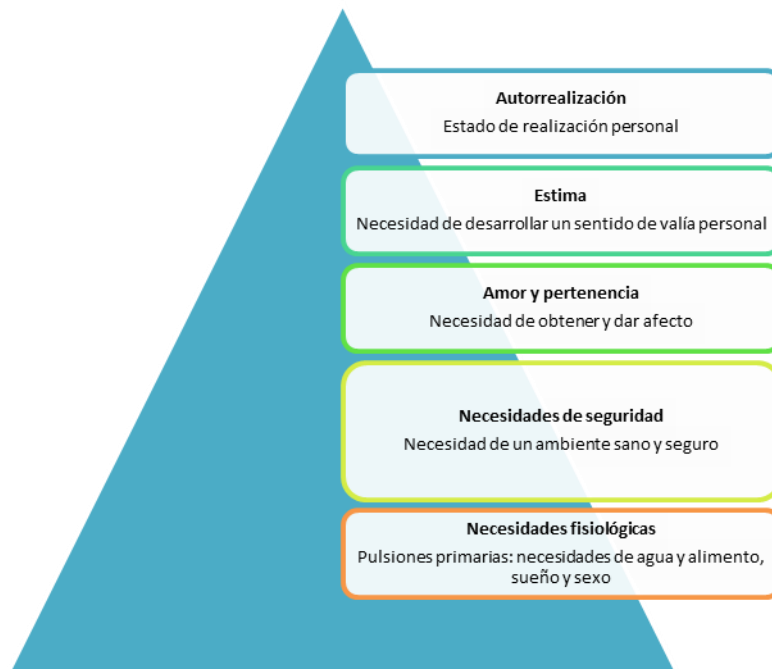 Autorrealización
Estado de realización personal
Estima
Necesidad de desarrollar un sentido de valía personal
Amor y pertenencia
Necesidad de obtener y dar afecto
Necesidades de seguridad
Necesidad de un ambiente sano y seguro
Necesidades fisiológicas
Pulsiones primarias: necesidades de agua y alimento,
sueño y sexo